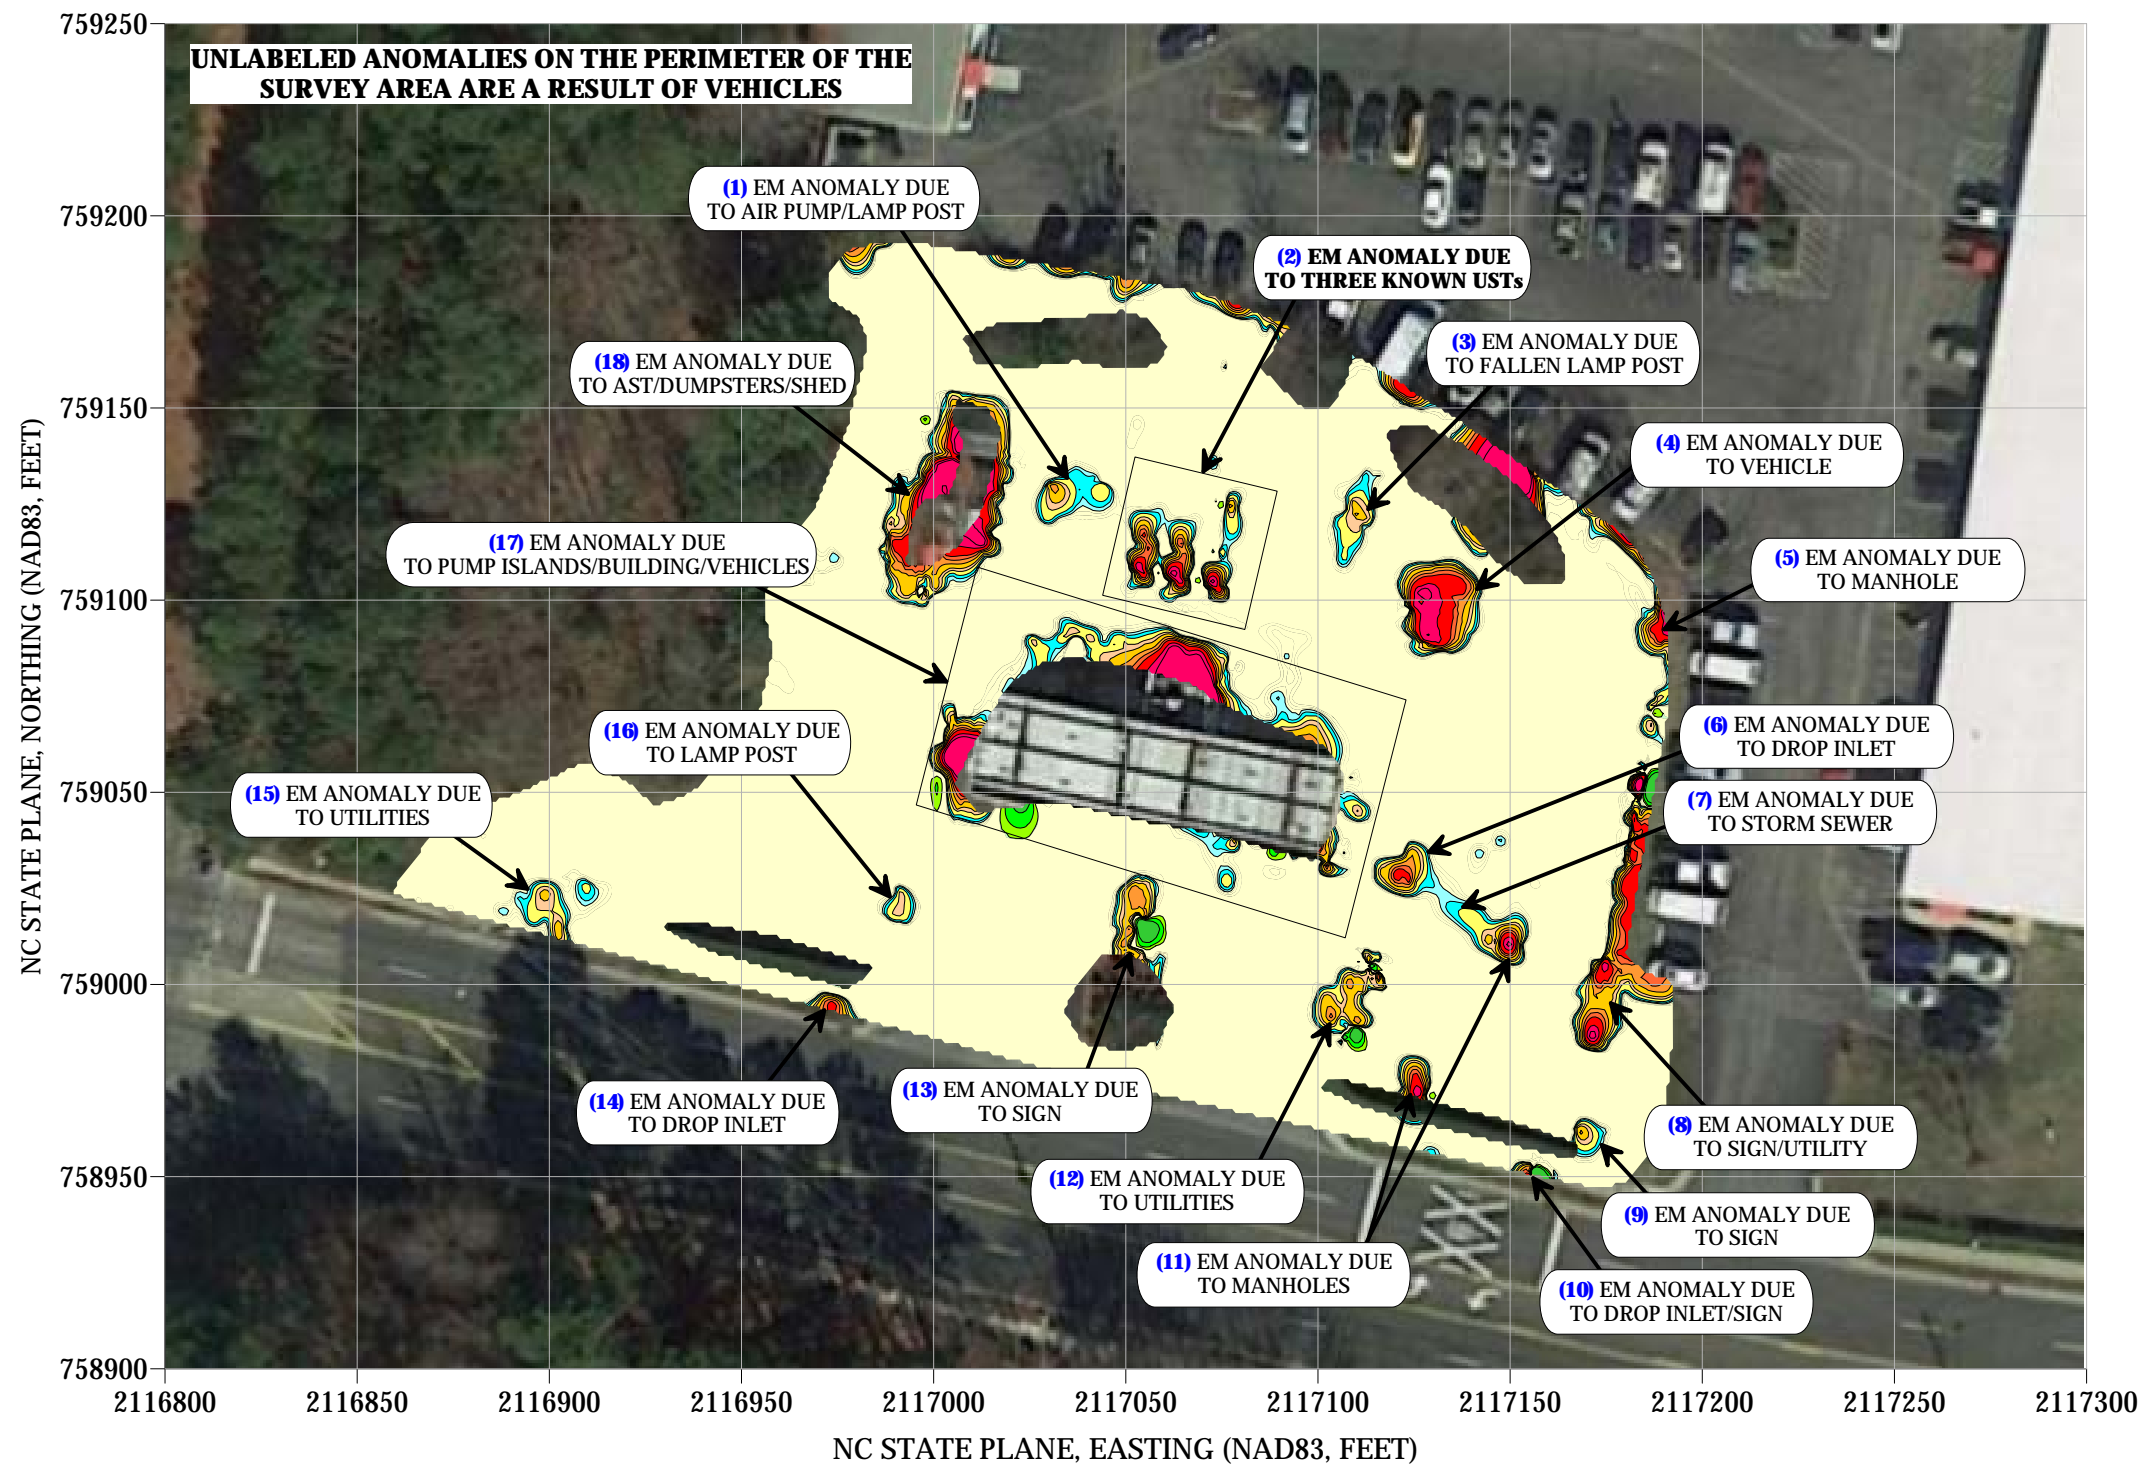 UNLABELED ANOMALIES ON THE PERIMETER OF THE
SURVEY AREA ARE A RESULT OF VEHICLES
(1) EM ANOMALY DUE
TO AIR PUMP/LAMP POST
(2) EM ANOMALY DUE
TO THREE KNOWN USTs
(3) EM ANOMALY DUE
TO FALLEN LAMP POST
(18) EM ANOMALY DUE
TO AST/DUMPSTERS/SHED
(4) EM ANOMALY DUE
TO VEHICLE
(17) EM ANOMALY DUE
TO PUMP ISLANDS/BUILDING/VEHICLES
(5) EM ANOMALY DUE
TO MANHOLE
(16) EM ANOMALY DUE
TO LAMP POST
(6) EM ANOMALY DUE
TO DROP INLET
(15) EM ANOMALY DUE
TO UTILITIES
(7) EM ANOMALY DUE
TO STORM SEWER
(14) EM ANOMALY DUE
TO DROP INLET
(13) EM ANOMALY DUE
TO SIGN
(8) EM ANOMALY DUE
TO SIGN/UTILITY
(12) EM ANOMALY DUE
TO UTILITIES
(9) EM ANOMALY DUE
TO SIGN
(11) EM ANOMALY DUE
TO MANHOLES
(10) EM ANOMALY DUE
TO DROP INLET/SIGN
759250
759200
759150
759100
759050
759000
758950
758900
NC STATE PLANE, NORTHING (NAD83, FEET)
2116800 2116850 2116900 2116950 2117000 2117050 2117100 2117150 2117200 2117250 2117300
NC STATE PLANE, EASTING (NAD83, FEET)